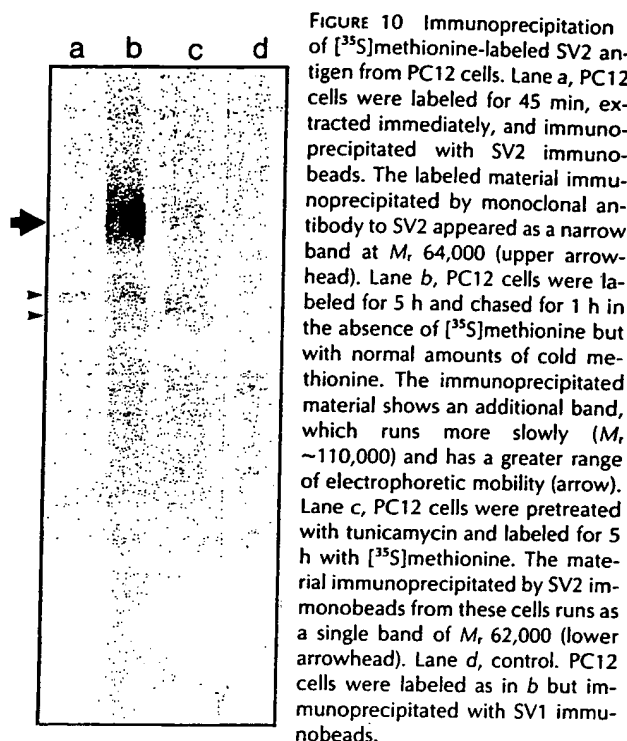 a b c d
FIGURE 10 Immunoprecipitation
of [³⁵S]methionine-labeled SV2 an-
tigen from PC12 cells. Lane a, PC12
cells were labeled for 45 min, ex-
tracted immediately, and immuno-
precipitated with SV2 immuno-
beads. The labeled material immu-
noprecipitated by monoclonal an-
tibody to SV2 appeared as a narrow
band at Mᵣ 64,000 (upper arrow-
head). Lane b, PC12 cells were la-
beled for 5 h and chased for 1 h in
the absence of [³⁵S]methionine but
with normal amounts of cold me-
thionine. The immunoprecipitated
material shows an additional band,
which runs more slowly (Mᵣ
~110,000) and has a greater range
of electrophoretic mobility (arrow).
Lane c, PC12 cells were pretreated
with tunicamycin and labeled for 5
h with [³⁵S]methionine. The mate-
rial immunoprecipitated by SV2 im-
monobeads from these cells runs as
a single band of Mᵣ 62,000 (lower
arrowhead). Lane d, control. PC12
cells were labeled as in b but im-
munoprecipitated with SV1 immu-
nobeads.